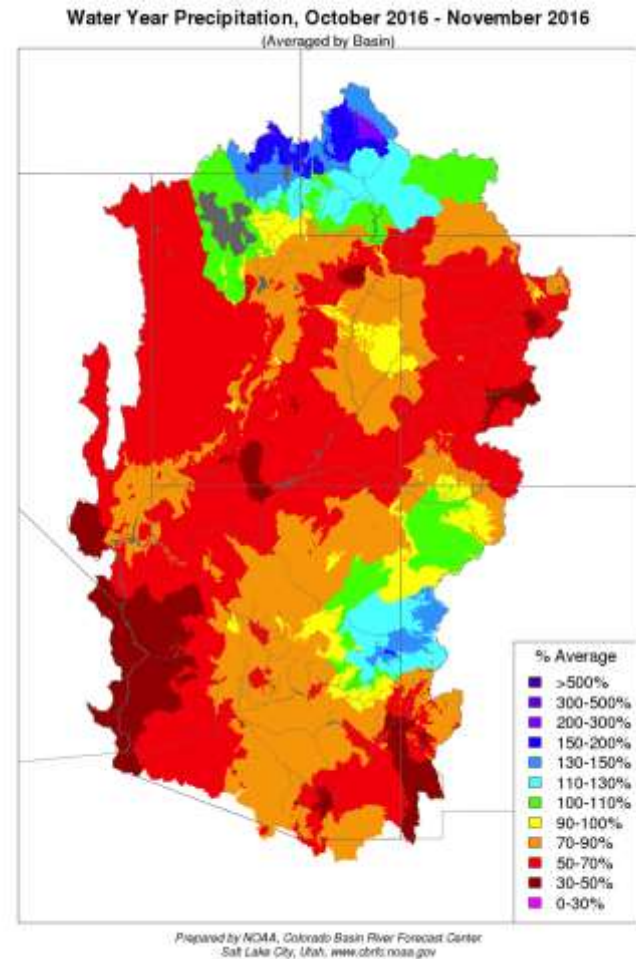 Water Year Precipitation, October 2016 - November 2016
(Averaged by Basin)
% Average
>500%
300-500%
200-300%
150-200%
130-150%
110-130%
100-110%
90-100%
70-90%
50-70%
30-50%
0-30%
Prepared by NOAA, Colorado Basin River Forecast Center
Salt Lake City, Utah, www.cbrfc.noaa.gov